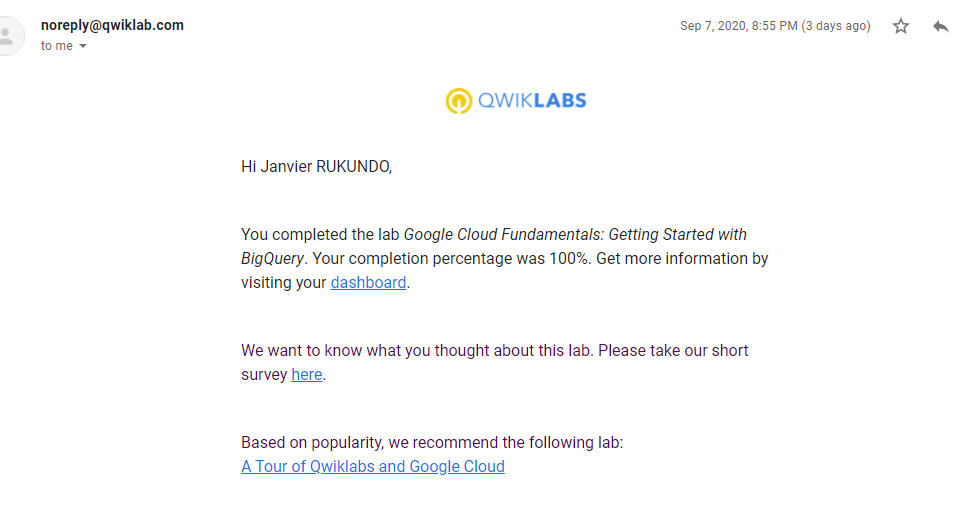 noreply@qwiklab.com
Sep 7, 2020, 8:55 PM (3 days ago)
to me
QWIKLABS
Hi Janvier RUKUNDO,
You completed the lab Google Cloud Fundamentals: Getting Started with
BigQuery. Your completion percentage was 100%. Get more information by
visiting your dashboard.
We want to know what you thought about this lab. Please take our short
survey here.
Based on popularity, we recommend the following lab:
A Tour of Qwiklabs and Google Cloud